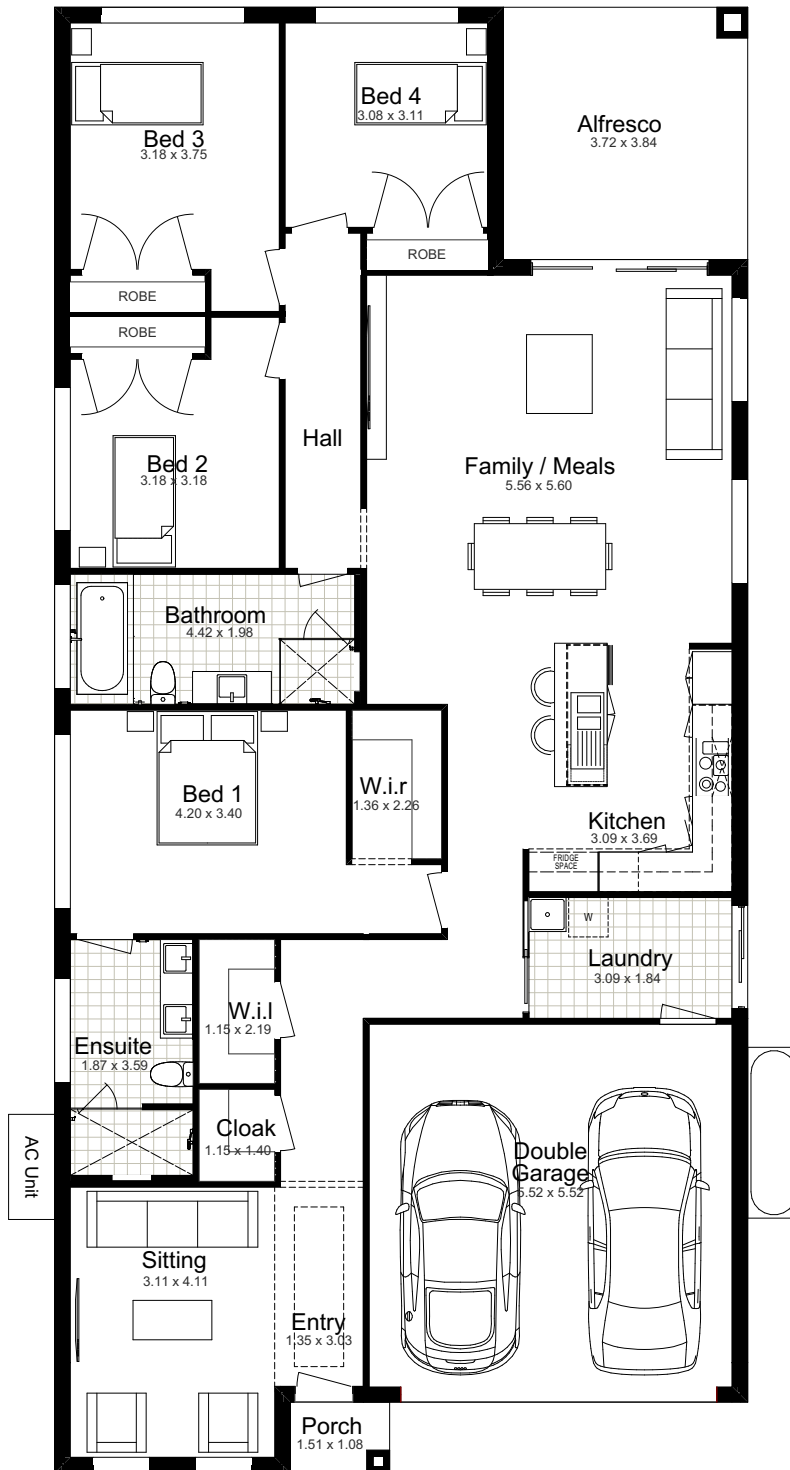 Bed 3
3.18 x 3.75
Bed 4
3.08 x 3.11
Alfresco
3.72 x 3.84
ROBE
ROBE
ROBE
Hall
Bed 2
3.18 x 3.18
Family / Meals
5.56 x 5.60
Bathroom
4.42 x 1.98
Bed 1
4.20 x 3.40
W.i.r
1.36 x 2.26
Kitchen
3.09 x 3.69
FRIDGE
SPACE
W
Laundry
3.09 x 1.84
W.i.l
1.15 x 2.19
Ensuite
1.87 x 3.59
Cloak
1.15 x 1.40
AC Unit
Double
Garage
5.52 x 5.52
Sitting
3.11 x 4.11
Entry
1.35 x 3.03
Porch
1.51 x 1.08